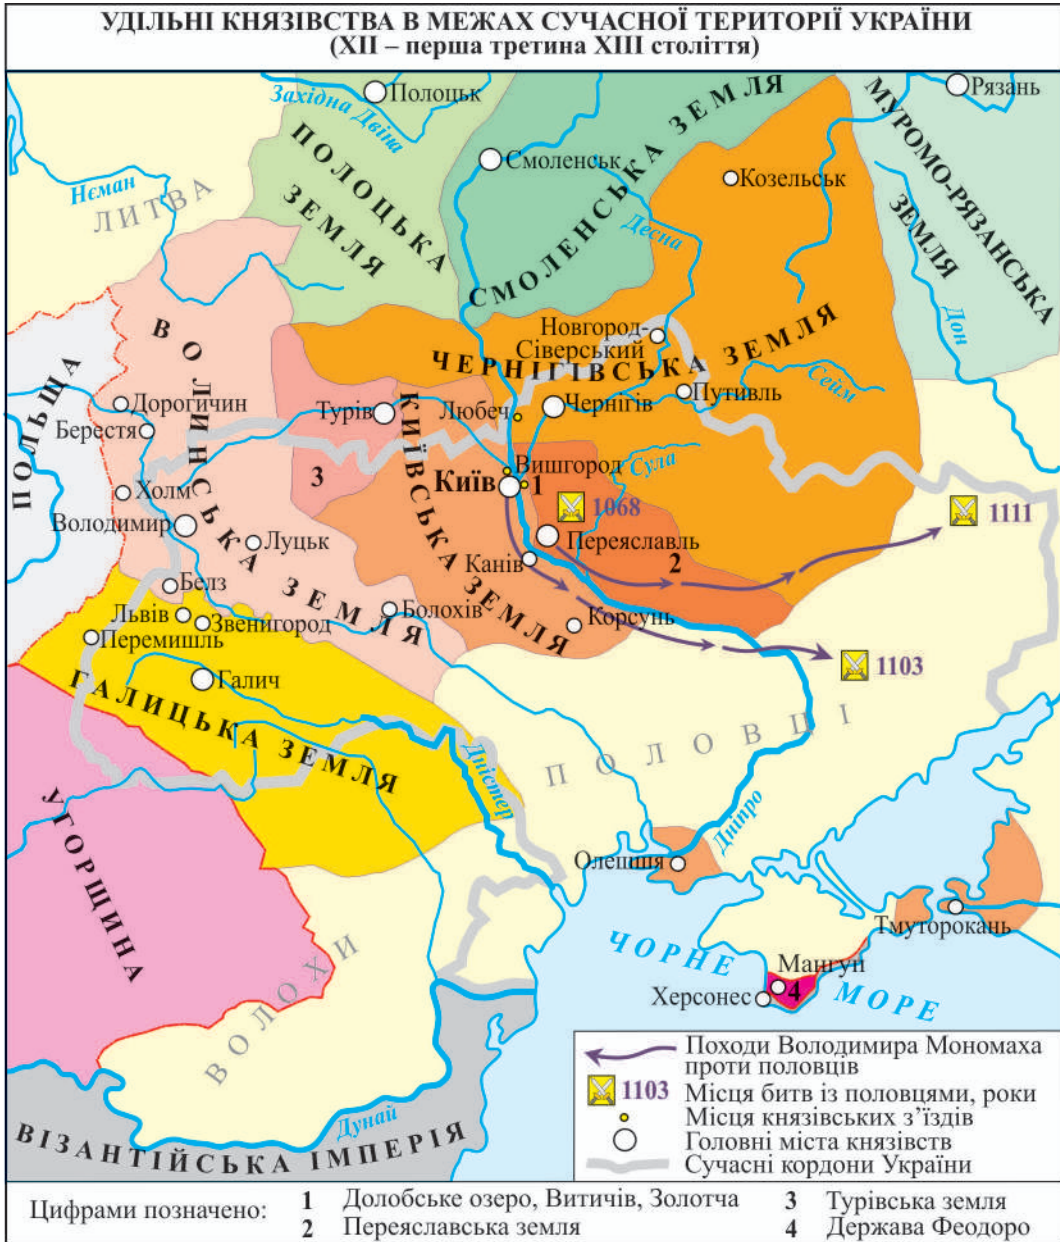 УДІЛЬНІ КНЯЗІВСТВА В МЕЖАХ СУЧАСНОЇ ТЕРИТОРІЇ УКРАЇНИ
(XII – перша третина XIII століття)
Полоцьк
Рязань
Західна Двіна
ПОЛОЦЬКА ЗЕМЛЯ
СМОЛЕНСЬКА ЗЕМЛЯ
МУРОМО-РЯЗАНСЬКА ЗЕМЛЯ
Смоленськ
Козельськ
Нєман
ЛИТВА
Десна
Дон
ПОЛЬЩА
ВОЛИНСЬКА ЗЕМЛЯ
Новгород-
Сіверський
ЧЕРНІГІВСЬКА ЗЕМЛЯ
Сейм
Путивль
Дорогичин
Берестя
Турів
КИЇВСЬКА ЗЕМЛЯ
Любеч
Чернігів
Сула
Вишгород
Київ
1
3
Холм
Володимир
Луцьк
1068
1111
Переяславль
2
Канів
Белз
Львів
Звенигород
Перемишль
Болохів
Корсунь
1103
Галич
ГАЛИЦЬКА ЗЕМЛЯ
ПОЛОВЦІ
Дністер
Дніпро
УГОРЩИНА
Олешшя
Тмуторокань
ВОЛОХИ
ЧОРНЕ МОРЕ
Мангуп
Херсонес
4
Дунай
ВІЗАНТІЙСЬКА ІМПЕРІЯ
Походи Володимира Мономаха
проти половців
1103 Місця битв із половцями, роки
Місця князівських з’їздів
Головні міста князівств
Сучасні кордони України
Цифрами позначено:
1 Долобське озеро, Витичів, Золотча
2 Переяславська земля
3 Турівська земля
4 Держава Феодоро